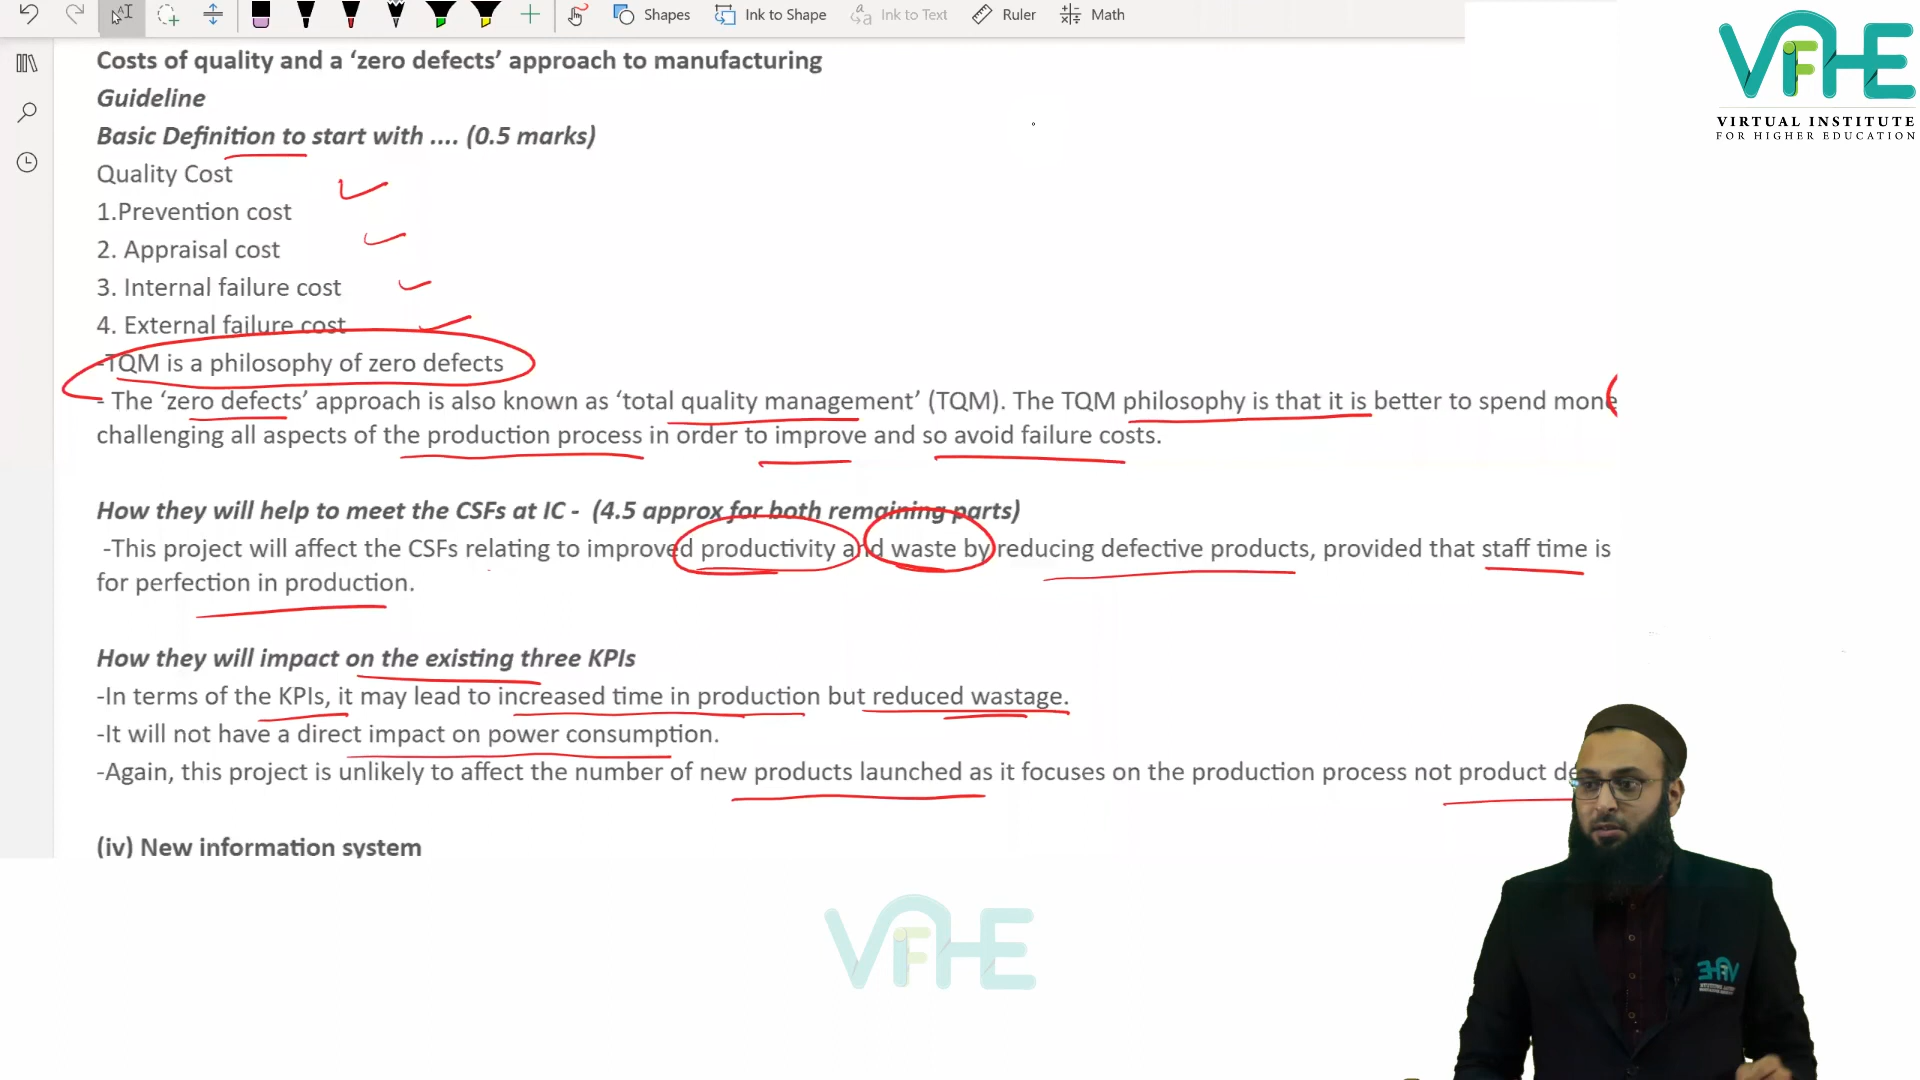 Shapes
Ink to Shape
Ink to Text
Ruler
Math
VIRTUAL INSTITUTE
FOR HIGHER EDUCATION
Costs of quality and a ‘zero defects’ approach to manufacturing
Guideline
Basic Definition to start with .... (0.5 marks)
Quality Cost
1.Prevention cost
2. Appraisal cost
3. Internal failure cost
4. External failure cost
-TQM is a philosophy of zero defects
- The ‘zero defects’ approach is also known as ‘total quality management’ (TQM). The TQM philosophy is that it is better to spend mone
challenging all aspects of the production process in order to improve and so avoid failure costs.
How they will help to meet the CSFs at IC - (4.5 approx for both remaining parts)
-This project will affect the CSFs relating to improved productivity and waste by reducing defective products, provided that staff time is
for perfection in production.
How they will impact on the existing three KPIs
-In terms of the KPIs, it may lead to increased time in production but reduced wastage.
-It will not have a direct impact on power consumption.
-Again, this project is unlikely to affect the number of new products launched as it focuses on the production process not product de
(iv) New information system